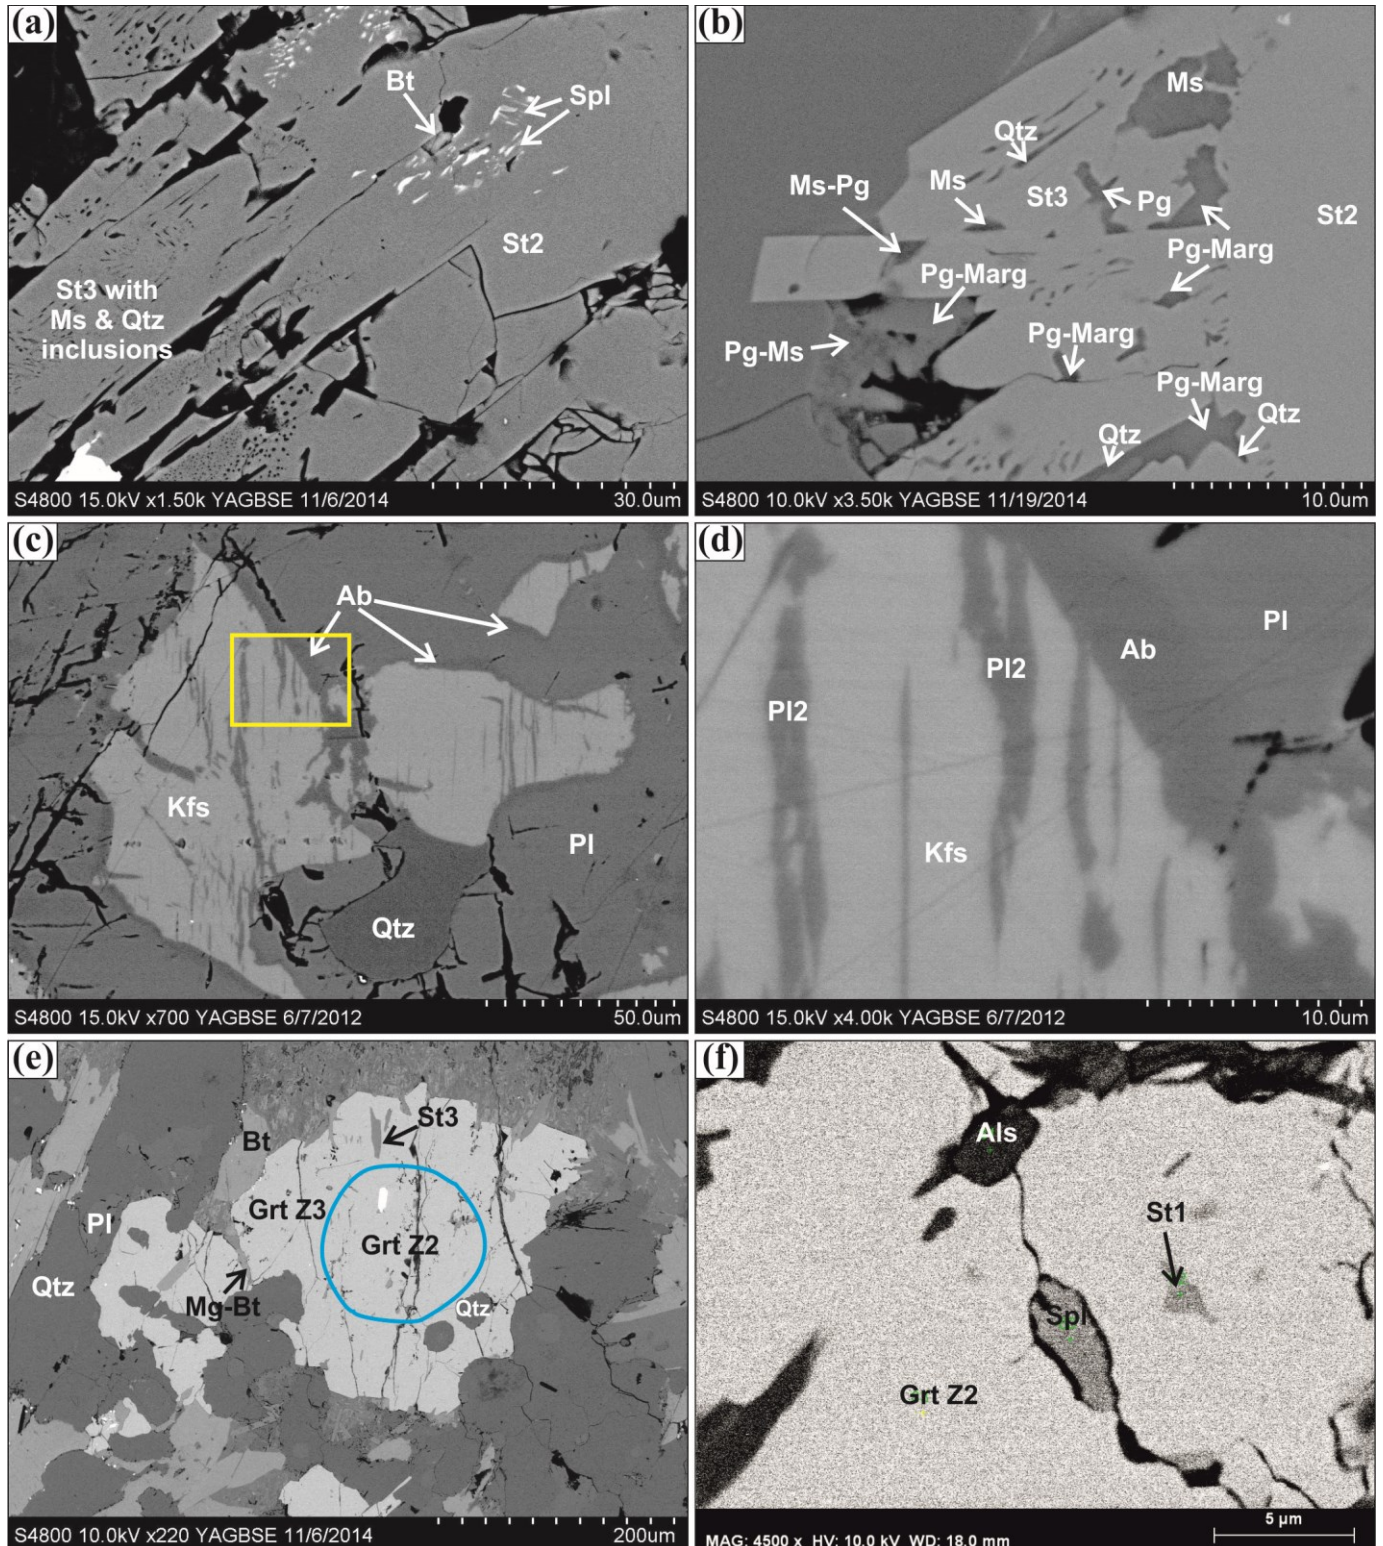 (a)
Bt
Spl
St2
St3 with
Ms & Qtz
inclusions
S4800 15.0kV x1.50k YAGBSE 11/6/2014
30.0um
(b)
Ms
Qtz
Ms-Pg
Ms
St3
Pg
St2
Pg-Marg
Pg-Marg
Pg-Ms
Pg-Marg
Pg-Marg
Qtz
Qtz
S4800 10.0kV x3.50k YAGBSE 11/19/2014
10.0um
(c)
Ab
Kfs
Pl
Qtz
S4800 15.0kV x700 YAGBSE 6/7/2012
50.0um
(d)
Pl
Ab
Pl2
Pl2
Kfs
S4800 15.0kV x4.00k YAGBSE 6/7/2012
10.0um
(e)
St3
Bt
Grt Z3
Pl
Grt Z2
Qtz
Mg-Bt
Qtz
S4800 10.0kV x220 YAGBSE 11/6/2014
200um
(f)
Als
St1
Spl
Grt Z2
5 µm
MAG: 4500 x HV: 10.0 kV WD: 18.0 mm